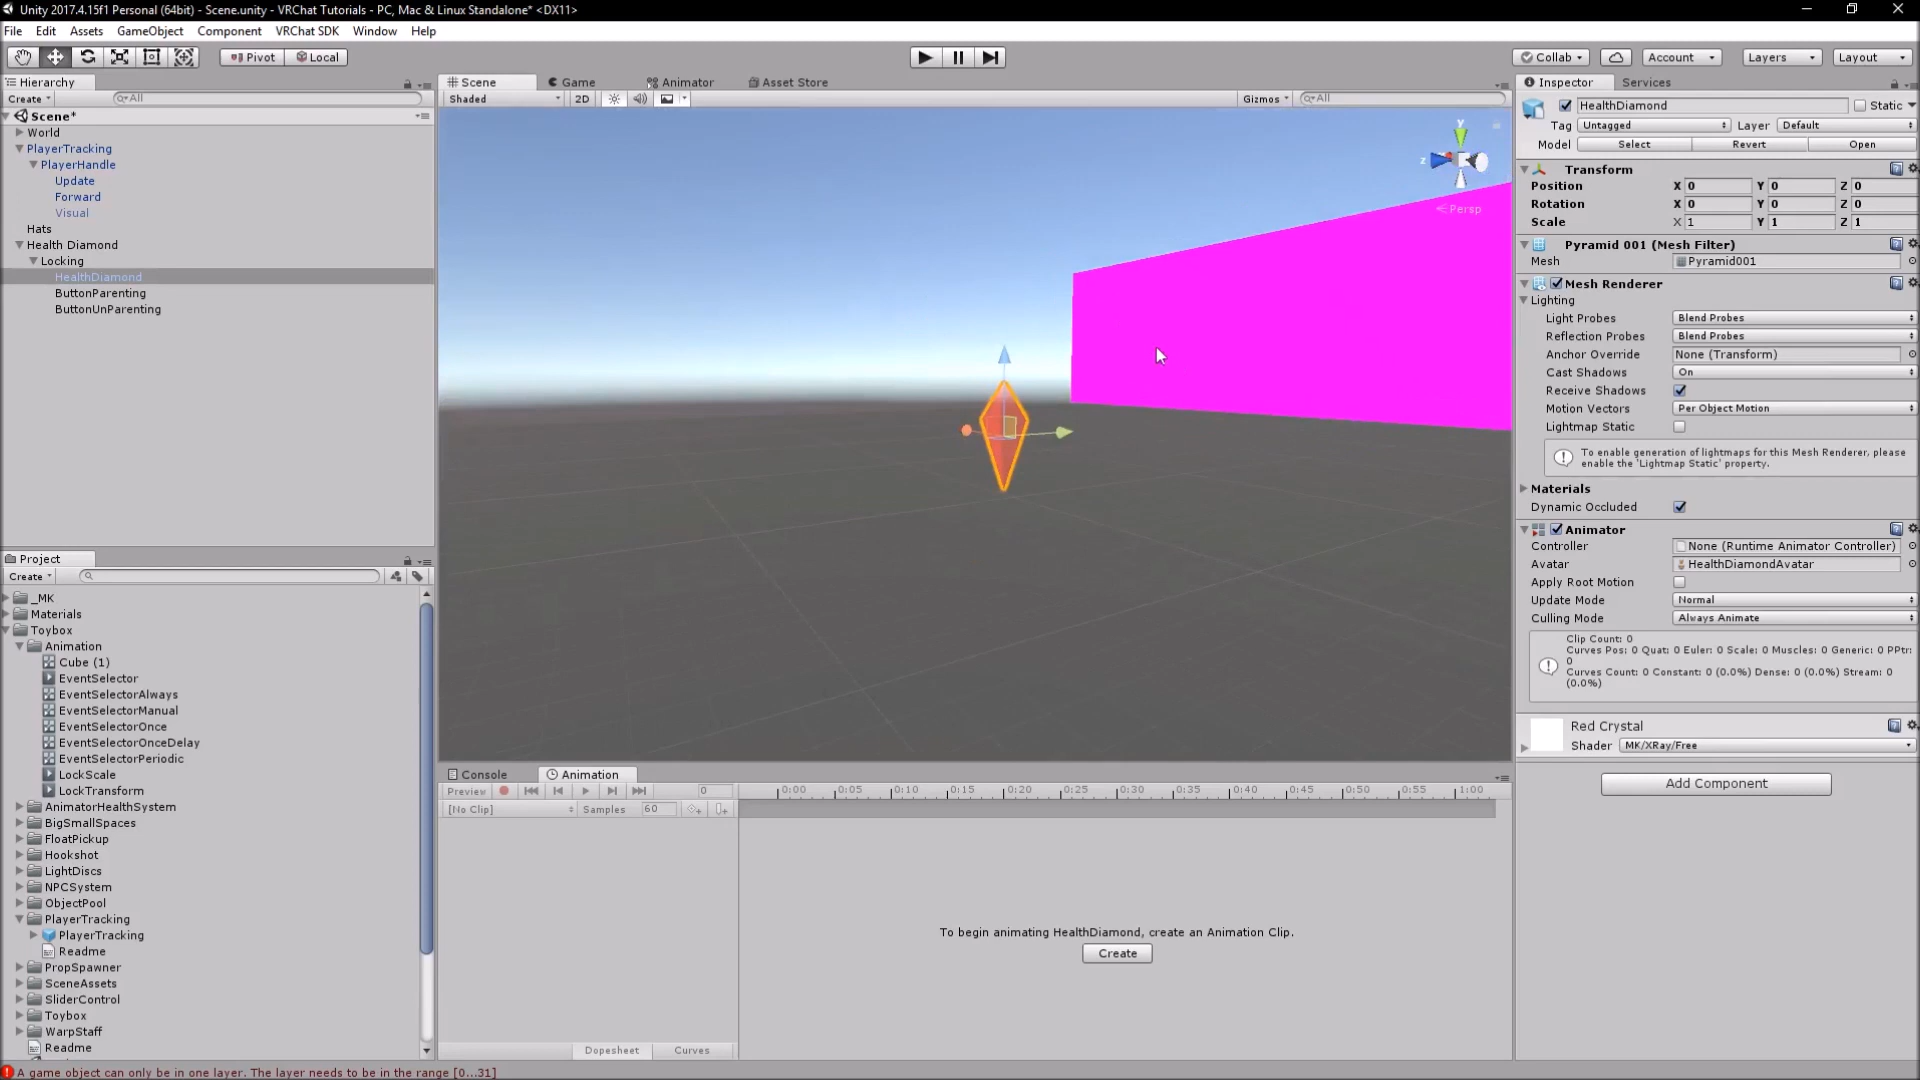 Unity 2017.4.15f1 Personal (64bit) - Scene.unity - VRChat Tutorials - PC, Mac & Linux Standalone* <DX11>
File Edit Assets GameObject Component VRChat SDK Window Help
Pivot Local Collab Account Layers Layout
Hierarchy
Create All
Scene*
World
PlayerTracking
PlayerHandle
Update
Forward
Visual
Hats
Health Diamond
Locking
HealthDiamond
ButtonParenting
ButtonUnParenting
Project
Create
_MK
Materials
Toybox
Animation
Cube (1)
EventSelector
EventSelectorAlways
EventSelectorManual
EventSelectorOnce
EventSelectorOnceDelay
EventSelectorPeriodic
LockScale
LockTransform
AnimatorHealthSystem
BigSmallSpaces
FloatPickup
Hookshot
LightDiscs
NPCSystem
ObjectPool
PlayerTracking
PlayerTracking
Readme
PropSpawner
SceneAssets
SliderControl
Toybox
WarpStaff
Readme
Scene Game Animator Asset Store
Shaded 2D Gizmos All
y
z
Persp
Console Animation
Preview 0 0:00 0:05 0:10 0:15 0:20 0:25 0:30 0:35 0:40 0:45 0:50 0:55 1:00
[No Clip] Samples 60
To begin animating HealthDiamond, create an Animation Clip.
Create
Dopesheet Curves
Inspector Services
HealthDiamond Static
Tag Untagged Layer Default
Model Select Revert Open
Transform
Position X 0 Y 0 Z 0
Rotation X 0 Y 0 Z 0
Scale X 1 Y 1 Z 1
Pyramid 001 (Mesh Filter)
Mesh Pyramid001
Mesh Renderer
Lighting
Light Probes Blend Probes
Reflection Probes Blend Probes
Anchor Override None (Transform)
Cast Shadows On
Receive Shadows
Motion Vectors Per Object Motion
Lightmap Static
To enable generation of lightmaps for this Mesh Renderer, please
enable the 'Lightmap Static' property.
Materials
Dynamic Occluded
Animator
Controller None (Runtime Animator Controller)
Avatar HealthDiamondAvatar
Apply Root Motion
Update Mode Normal
Culling Mode Always Animate
Clip Count: 0
Curves Pos: 0 Quat: 0 Euler: 0 Scale: 0 Muscles: 0 Generic: 0 PPtr:
0
Curves Count: 0 Constant: 0 (0.0%) Dense: 0 (0.0%) Stream: 0
(0.0%)
Red Crystal
Shader MK/XRay/Free
Add Component
A game object can only be in one layer. The layer needs to be in the range [0...31]